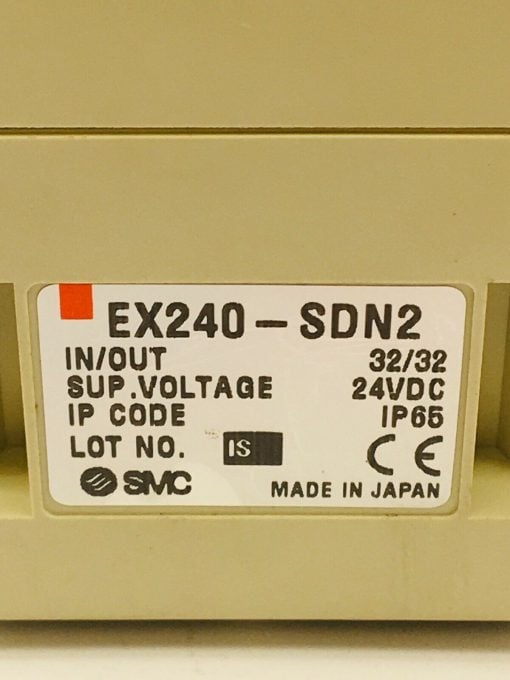 EX240-SDN2
IN/OUT 32/32
SUP.VOLTAGE 24VDC
IP CODE IP65
LOT NO. IS CE
SMC MADE IN JAPAN